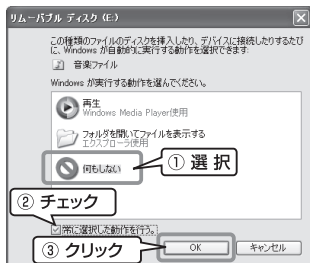 リムーバブル ディスク (E:)
この種類のファイルのディスクを挿入したり、デバイスに接続したりするたび
に、Windows が自動的に実行する動作を選択できます:
音楽ファイル
Windows が実行する動作を選んでください。
再生
Windows Media Player使用
フォルダを開いてファイルを表示する
エクスプローラ使用
何もしない
① 選 択
② チェック
常に選択した動作を行う。
③ クリック
OK
キャンセル